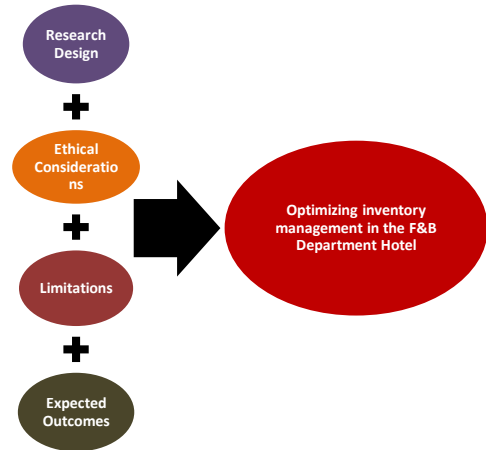 Research
Design
Ethical
Consideratio
ns
Limitations
Expected
Outcomes
Optimizing inventory
management in the F&B
Department Hotel